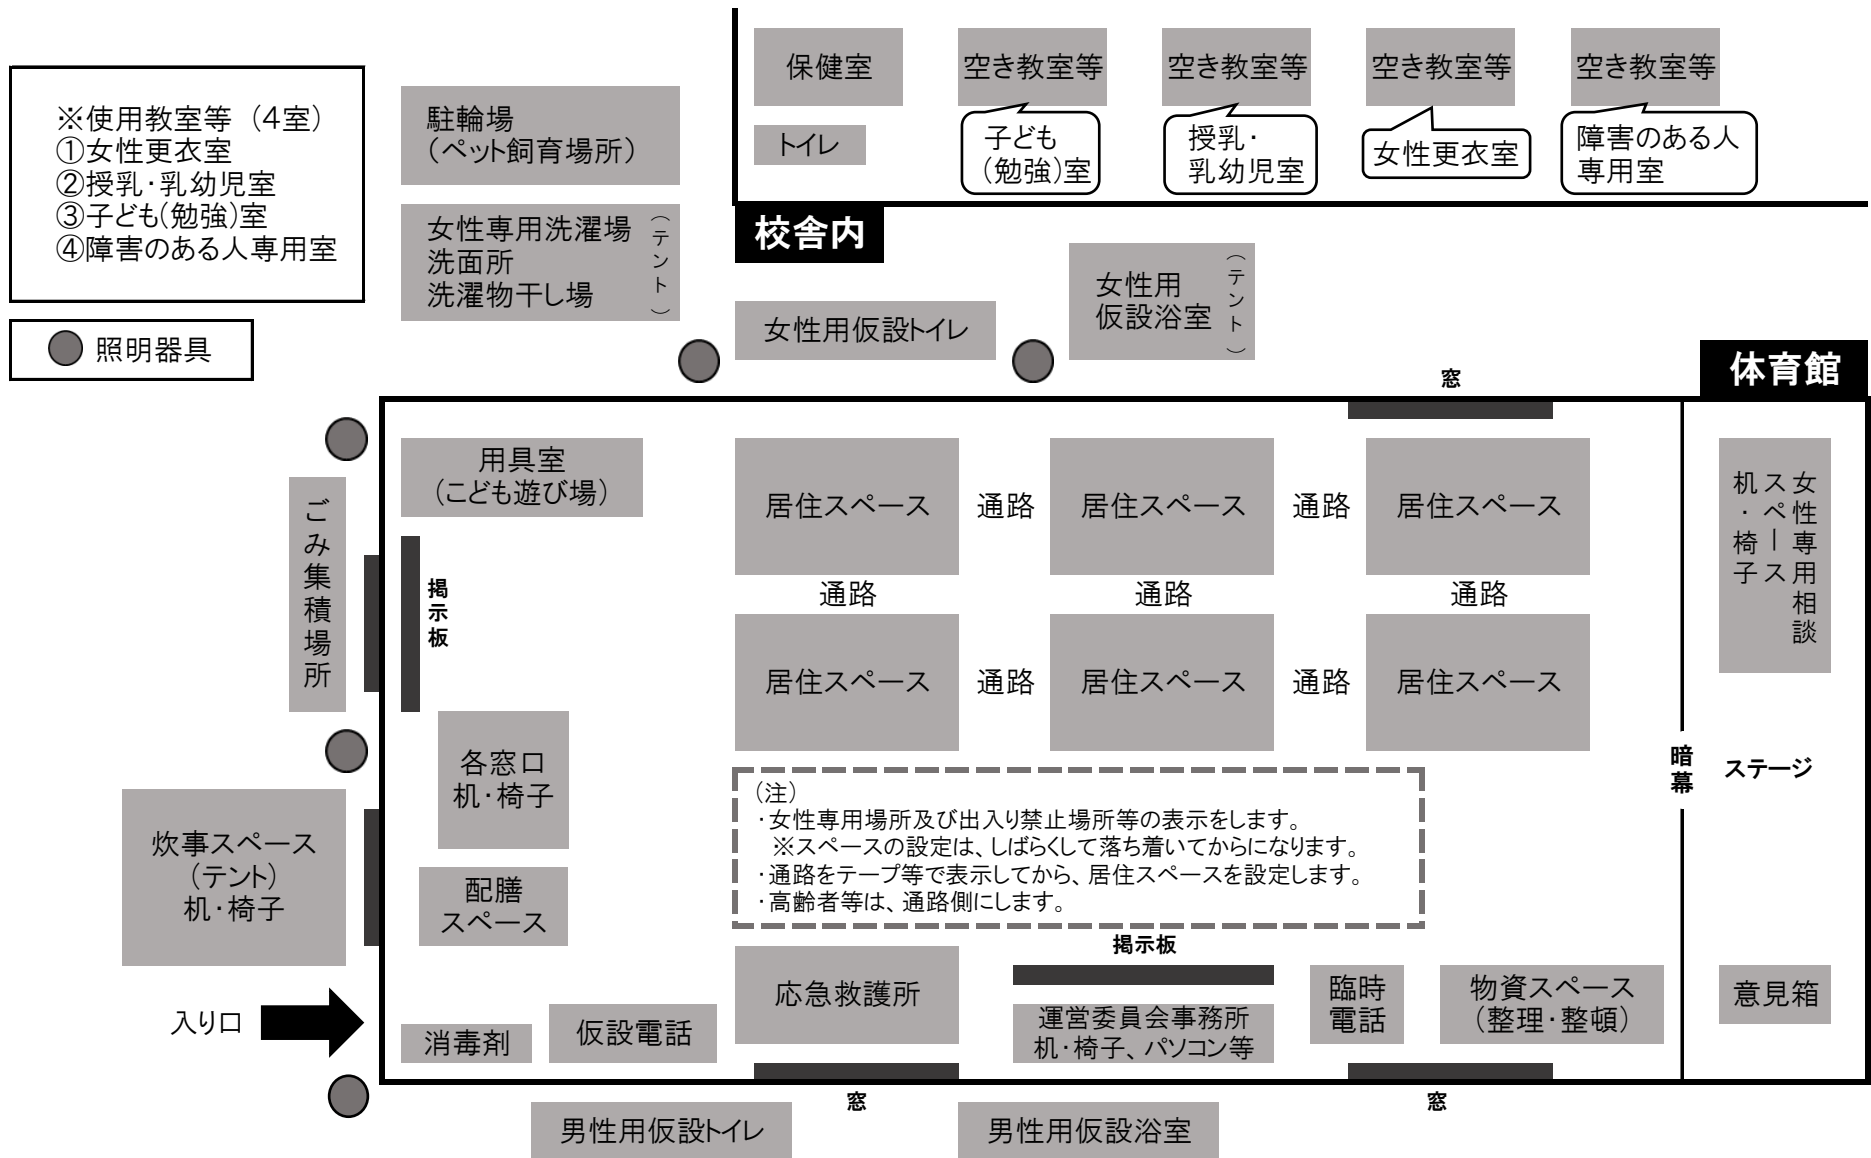 ※使用教室等（4室）
①女性更衣室
②授乳・乳幼児室
③子ども(勉強)室
④障害のある人専用室
照明器具
駐輪場
（ペット飼育場所）
女性専用洗濯場
洗面所
洗濯物干し場
（テント）
保健室
空き教室等
空き教室等
空き教室等
空き教室等
トイレ
子ども
(勉強)室
授乳・
乳幼児室
女性更衣室
障害のある人
専用室
校舎内
女性用仮設トイレ
女性用
仮設浴室
（テント）
体育館
窓
用具室
（こども遊び場）
居住スペース
通路
居住スペース
通路
居住スペース
通路
通路
通路
居住スペース
通路
居住スペース
通路
居住スペース
女性専用相談
スペース
机・椅子
ごみ集積場所
掲示板
各窓口
机・椅子
暗幕
ステージ
（注）
・女性専用場所及び出入り禁止場所等の表示をします。
※スペースの設定は、しばらくして落ち着いてからになります。
・通路をテープ等で表示してから、居住スペースを設定します。
・高齢者等は、通路側にします。
炊事スペース
（テント）
机・椅子
配膳
スペース
掲示板
応急救護所
運営委員会事務所
机・椅子、パソコン等
臨時
電話
物資スペース
（整理・整頓）
意見箱
入り口
消毒剤
仮設電話
窓
窓
男性用仮設トイレ
男性用仮設浴室